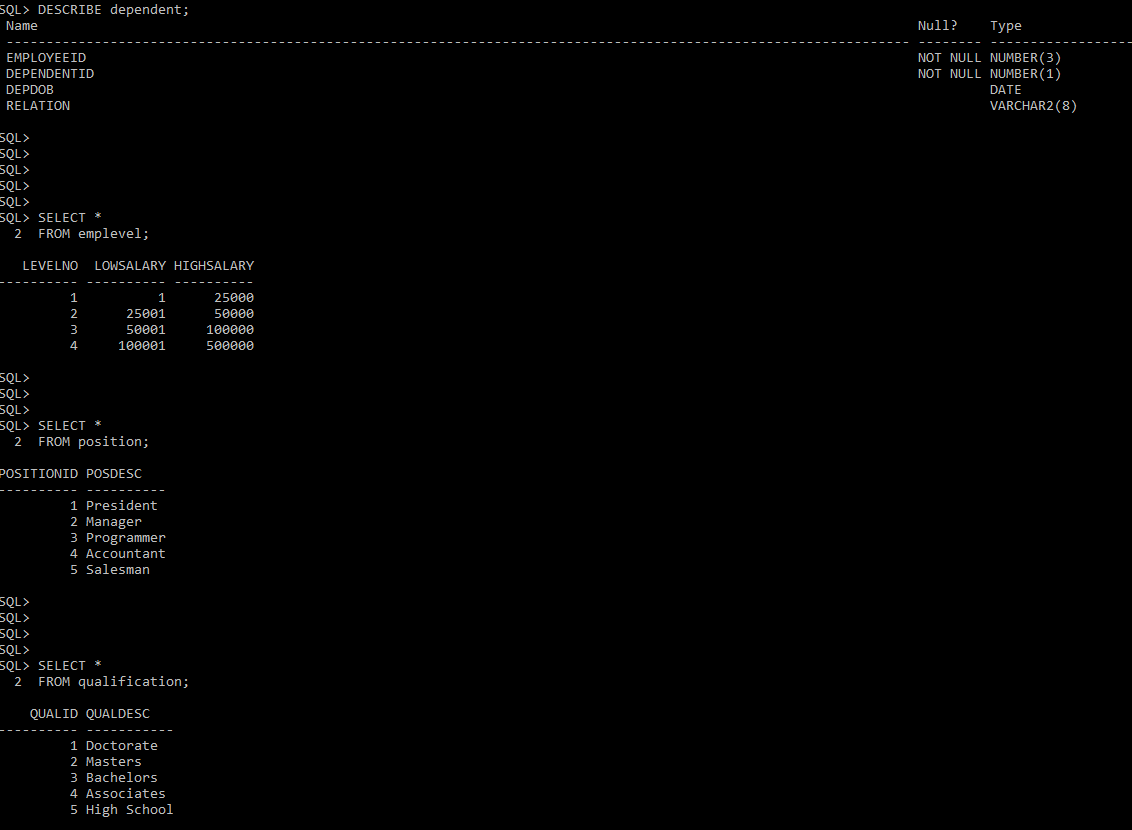 SQL> DESCRIBE dependent;
Name Null? Type
----------------------------------------------------------------------------------------------------------------- -------- ------------------
EMPLOYEEID NOT NULL NUMBER(3)
DEPENDENTID NOT NULL NUMBER(1)
DEPDOB DATE
RELATION VARCHAR2(8)
SQL>
SQL>
SQL>
SQL>
SQL>
SQL> SELECT *
2 FROM emplevel;
LEVELNO LOWSALARY HIGHSALARY
---------- ---------- ----------
1 1 25000
2 25001 50000
3 50001 100000
4 100001 500000
SQL>
SQL>
SQL>
SQL> SELECT *
2 FROM position;
POSITIONID POSDESC
---------- ----------
1 President
2 Manager
3 Programmer
4 Accountant
5 Salesman
SQL>
SQL>
SQL>
SQL>
SQL> SELECT *
2 FROM qualification;
QUALID QUALDESC
---------- -----------
1 Doctorate
2 Masters
3 Bachelors
4 Associates
5 High School